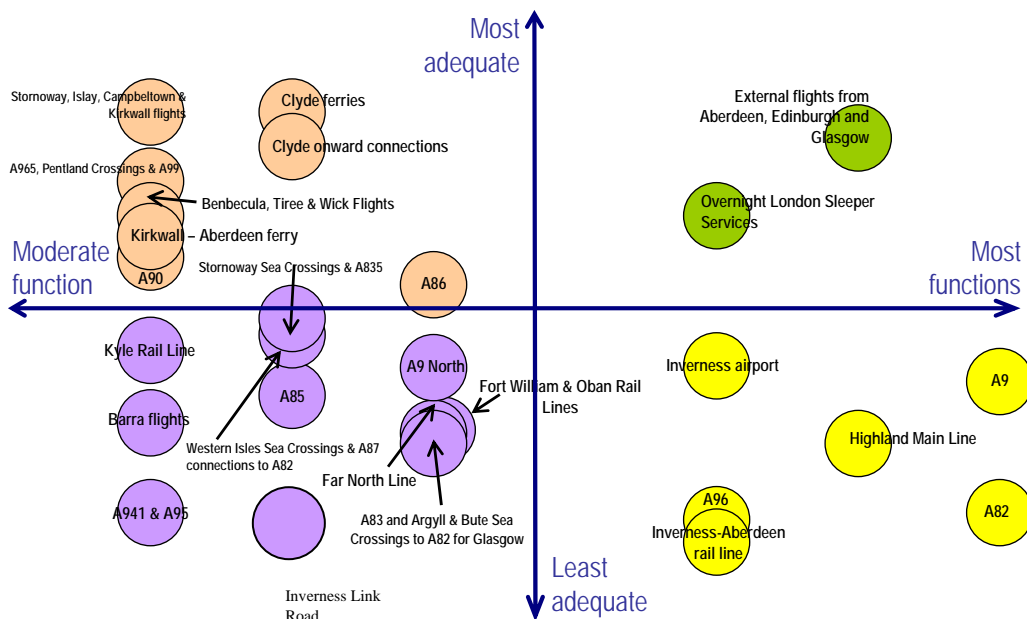 Most
adequate
Stornoway, Islay, Campbeltown &
Kirkwall flights
Clyde ferries
External flights from
Aberdeen, Edinburgh and
Glasgow
Clyde onward connections
A965, Pentland Crossings & A99
Benbecula, Tiree & Wick Flights
Overnight London Sleeper
Services
Kirkwall – Aberdeen ferry
Moderate
function
Stornoway Sea Crossings & A835
A90
A86
Most
functions
Kyle Rail Line
A9 North
Inverness airport
A9
Fort William & Oban Rail
Lines
A85
Barra flights
Western Isles Sea Crossings & A87
connections to A82
Far North Line
Highland Main Line
A941 & A95
A83 and Argyll & Bute Sea
Crossings to A82 for Glasgow
A96
Inverness-Aberdeen
rail line
A82
Least
adequate
Inverness Link
Road